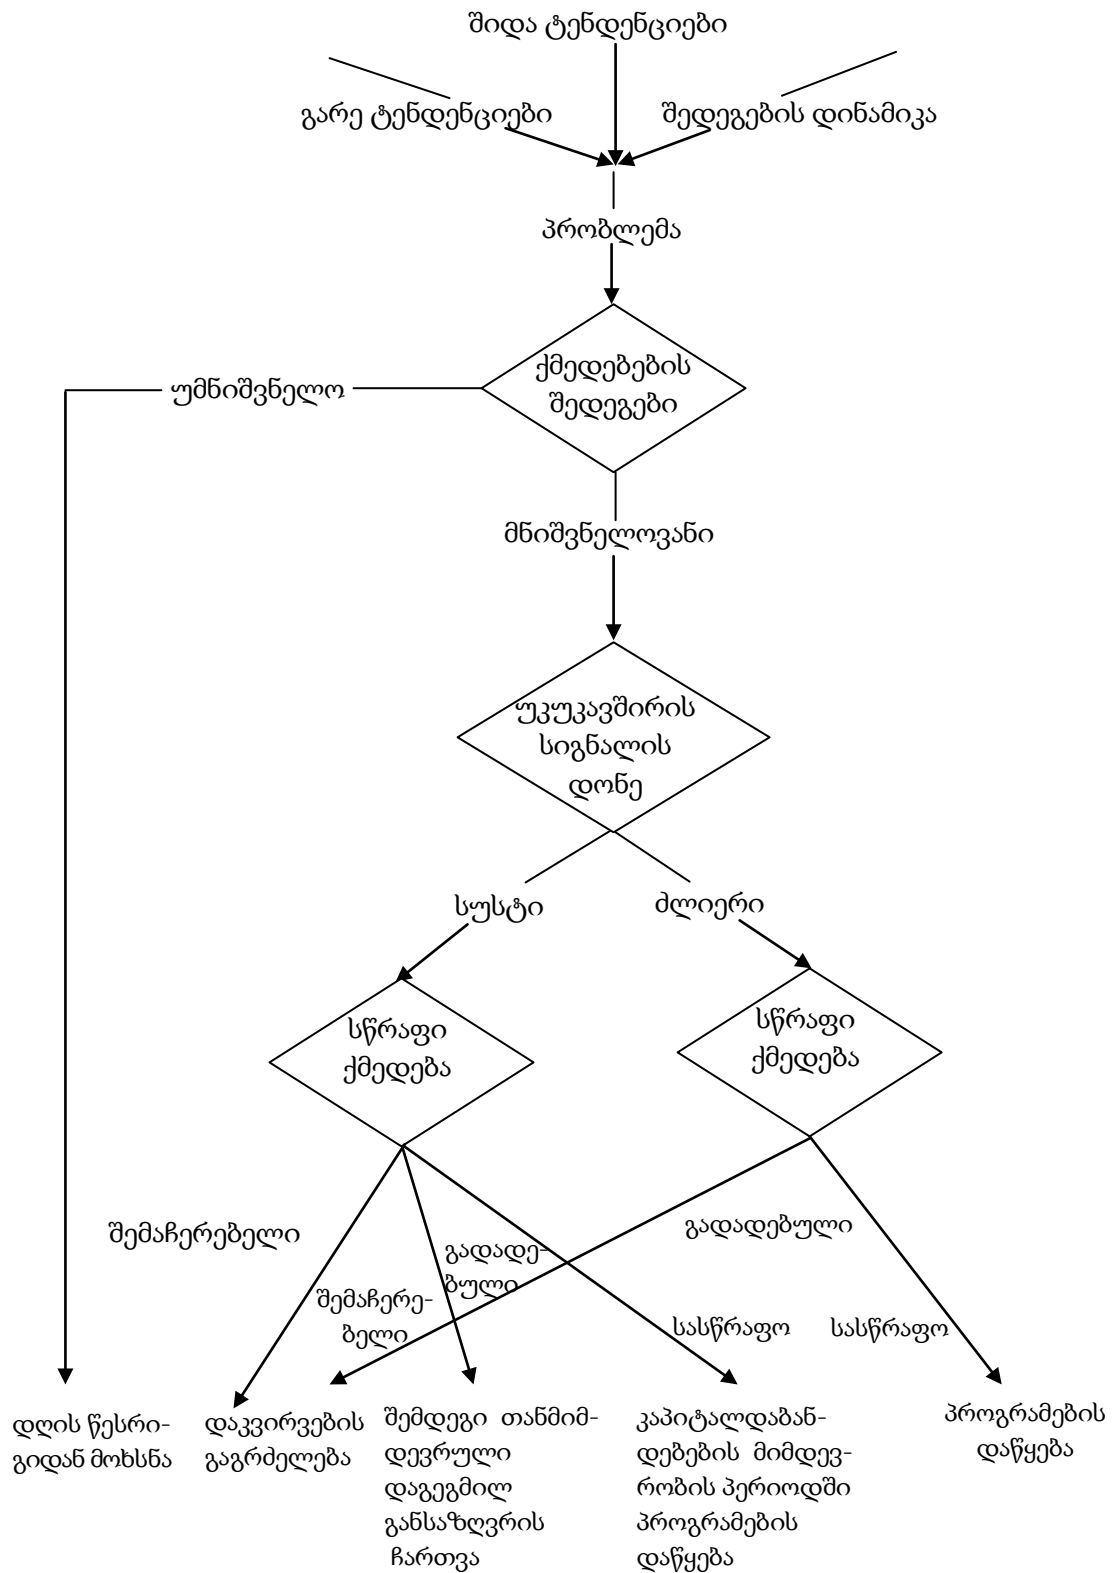 შიდა ტენდენციები
გარე ტენდენციები
შედეგების დინამიკა
პრობლემა
ქმედებების
შედეგები
უმნიშვნელო
მნიშვნელოვანი
უკუკავშირის
სიგნალის
დონე
სუსტი
ძლიერი
სწრაფი
ქმედება
სწრაფი
ქმედება
შემაჩერებელი
გადადე-
ბული
გადადებული
შემაჩერე-
ბელი
სასწრაფო
სასწრაფო
დღის წესრი-
გიდან მოხსნა
დაკვირვების
გაგრძელება
შემდეგი თანმიმ-
დევრული
დაგეგმილ
განსაზღვრის
ჩართვა
კაპიტალდაბან-
დებების მიმდევ-
რობის პერიოდში
პროგრამების
დაწყება
პროგრამების
დაწყება